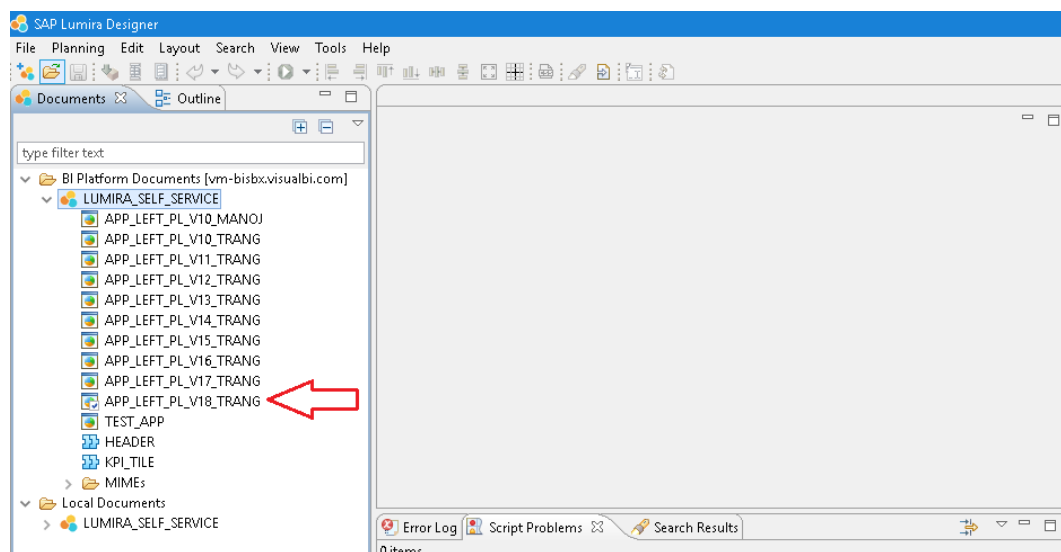 SAP Lumira Designer
File Planning Edit Layout Search View Tools Help
Documents Outline
type filter text
BI Platform Documents [vm-bisbx.visualbi.com]
LUMIRA_SELF_SERVICE
APP_LEFT_PL_V10_MANOJ
APP_LEFT_PL_V10_TRANG
APP_LEFT_PL_V11_TRANG
APP_LEFT_PL_V12_TRANG
APP_LEFT_PL_V13_TRANG
APP_LEFT_PL_V14_TRANG
APP_LEFT_PL_V15_TRANG
APP_LEFT_PL_V16_TRANG
APP_LEFT_PL_V17_TRANG
APP_LEFT_PL_V18_TRANG
TEST_APP
HEADER
KPI_TILE
MIMEs
Local Documents
LUMIRA_SELF_SERVICE
Error Log Script Problems Search Results
0 items